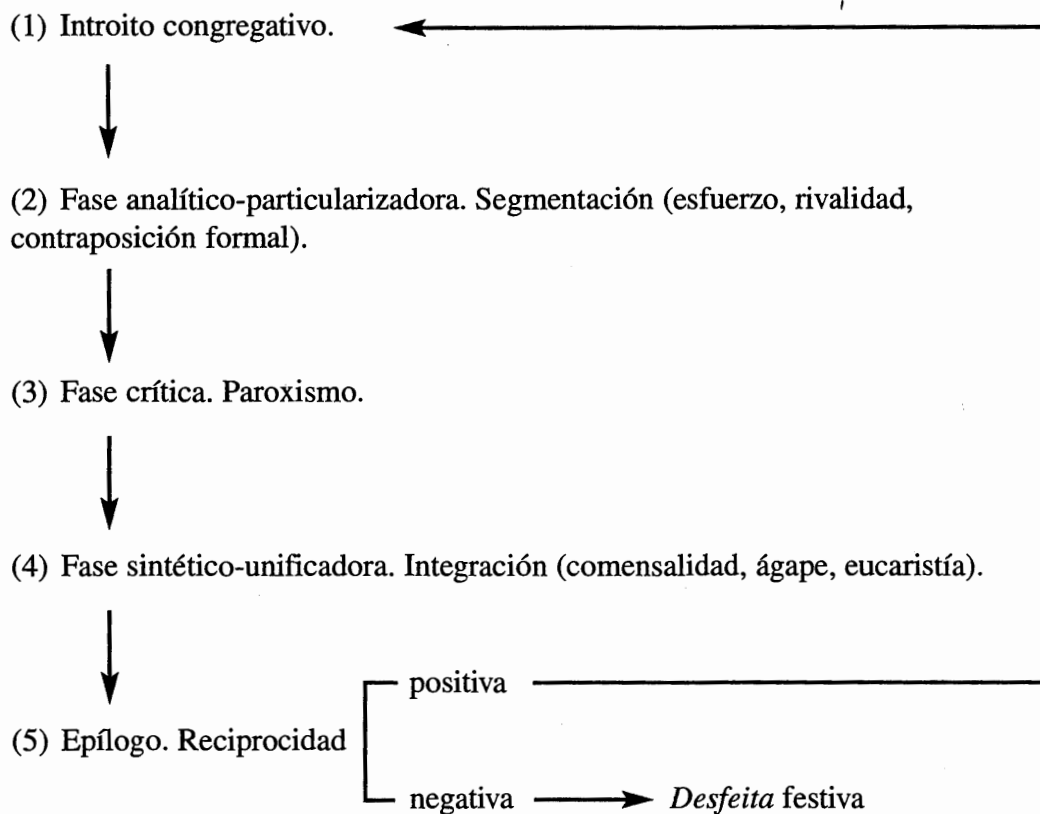 (1) Introito congregativo.
(2) Fase analítico-particularizadora. Segmentación (esfuerzo, rivalidad,
contraposición formal).
(3) Fase crítica. Paroxismo.
(4) Fase sintético-unificadora. Integración (comensalidad, ágape, eucaristía).
positiva
(5) Epílogo. Reciprocidad
negativa
Desfeita festiva